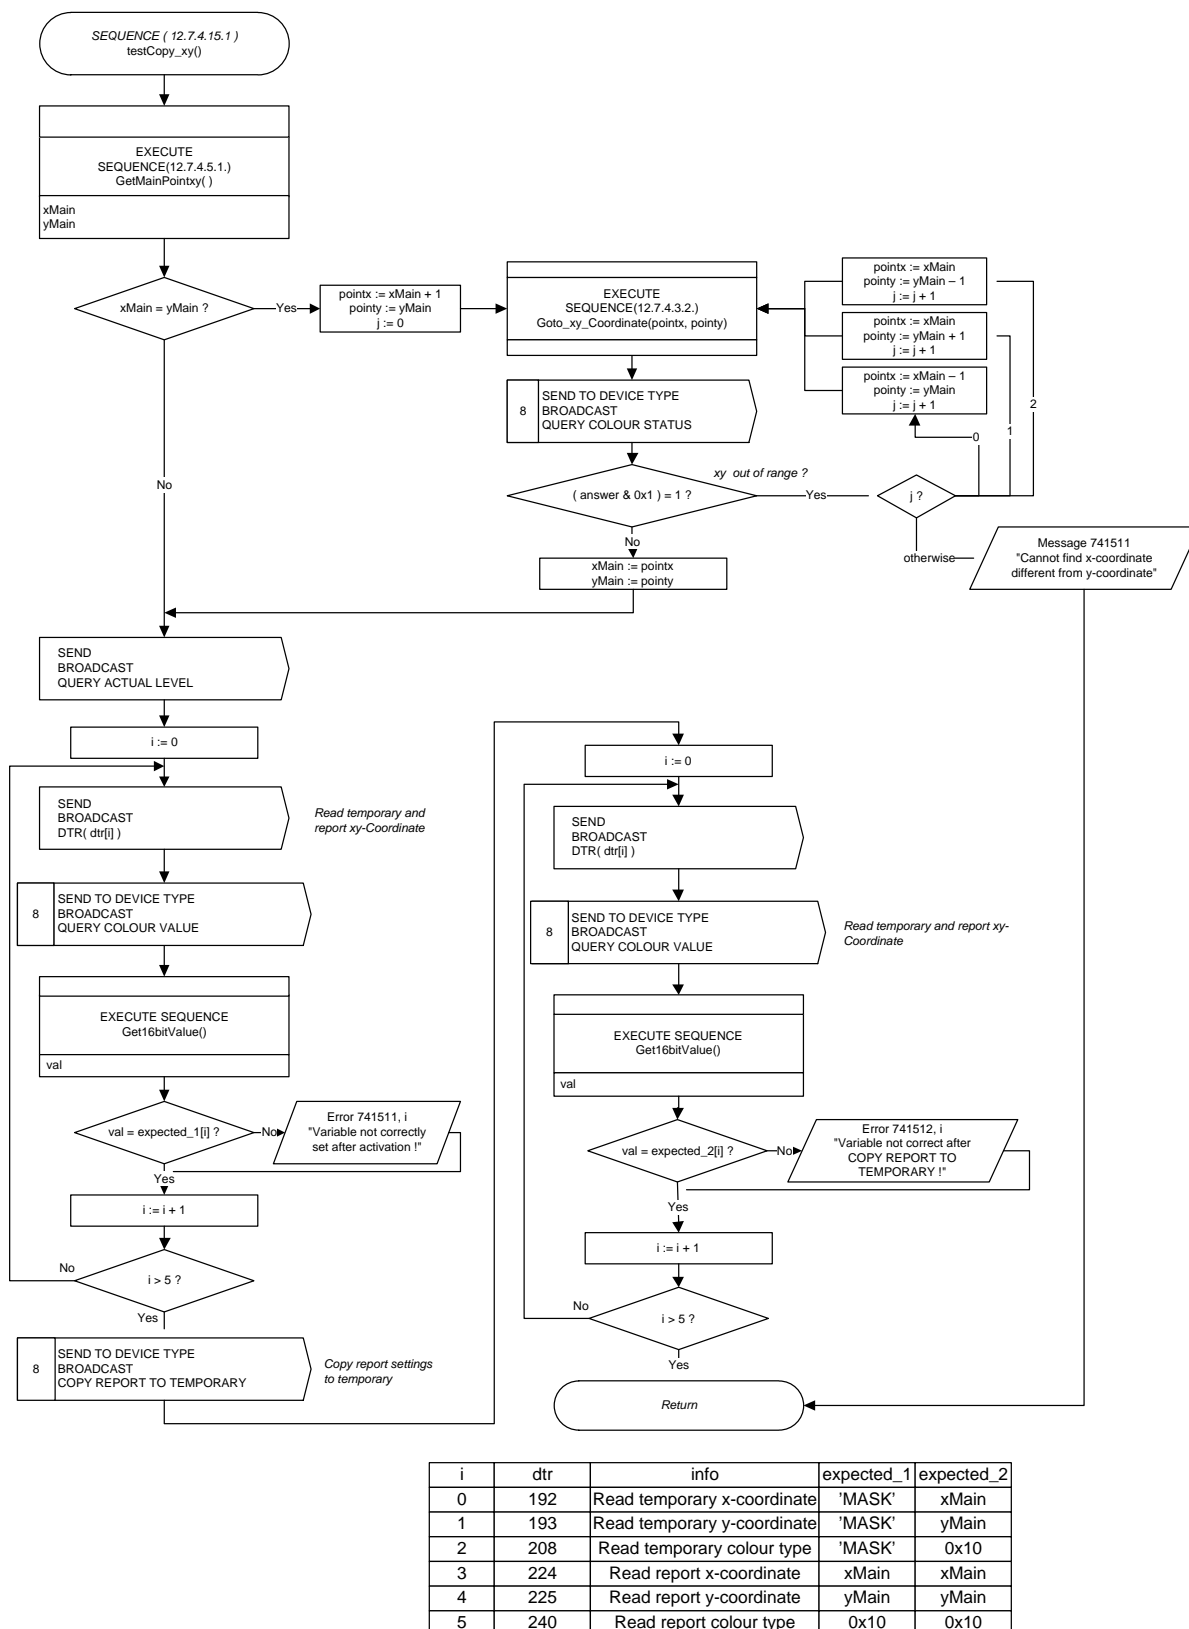 SEQUENCE ( 12.7.4.15.1 )
testCopy_xy()
EXECUTE
SEQUENCE(12.7.4.5.1.)
GetMainPointxy( )
xMain
yMain
xMain = yMain ?
Yes
No
pointx := xMain + 1
pointy := yMain
j := 0
EXECUTE
SEQUENCE(12.7.4.3.2.)
Goto_xy_Coordinate(pointx, pointy)
pointx := xMain
pointy := yMain – 1
j := j + 1
pointx := xMain
pointy := yMain + 1
j := j + 1
pointx := xMain – 1
pointy := yMain
j := j + 1
0
1
2
8
SEND TO DEVICE TYPE
BROADCAST
QUERY COLOUR STATUS
xy out of range ?
( answer & 0x1 ) = 1 ?
Yes
j ?
No
otherwise
Message 741511
"Cannot find x-coordinate
different from y-coordinate"
xMain := pointx
yMain := pointy
SEND
BROADCAST
QUERY ACTUAL LEVEL
i := 0
SEND
BROADCAST
DTR( dtr[i] )
Read temporary and
report xy-Coordinate
8
SEND TO DEVICE TYPE
BROADCAST
QUERY COLOUR VALUE
EXECUTE SEQUENCE
Get16bitValue()
val
val = expected_1[i] ?
No
Error 741511, i
"Variable not correctly
set after activation !"
Yes
i := i + 1
No
i > 5 ?
Yes
8
SEND TO DEVICE TYPE
BROADCAST
COPY REPORT TO TEMPORARY
Copy report settings
to temporary
i := 0
SEND
BROADCAST
DTR( dtr[i] )
8
SEND TO DEVICE TYPE
BROADCAST
QUERY COLOUR VALUE
Read temporary and report xy-
Coordinate
EXECUTE SEQUENCE
Get16bitValue()
val
val = expected_2[i] ?
No
Error 741512, i
"Variable not correct after
COPY REPORT TO
TEMPORARY !"
Yes
i := i + 1
No
i > 5 ?
Yes
Return
i dtr info expected_1 expected_2
0 192 Read temporary x-coordinate 'MASK' xMain
1 193 Read temporary y-coordinate 'MASK' yMain
2 208 Read temporary colour type 'MASK' 0x10
3 224 Read report x-coordinate xMain xMain
4 225 Read report y-coordinate yMain yMain
5 240 Read report colour type 0x10 0x10